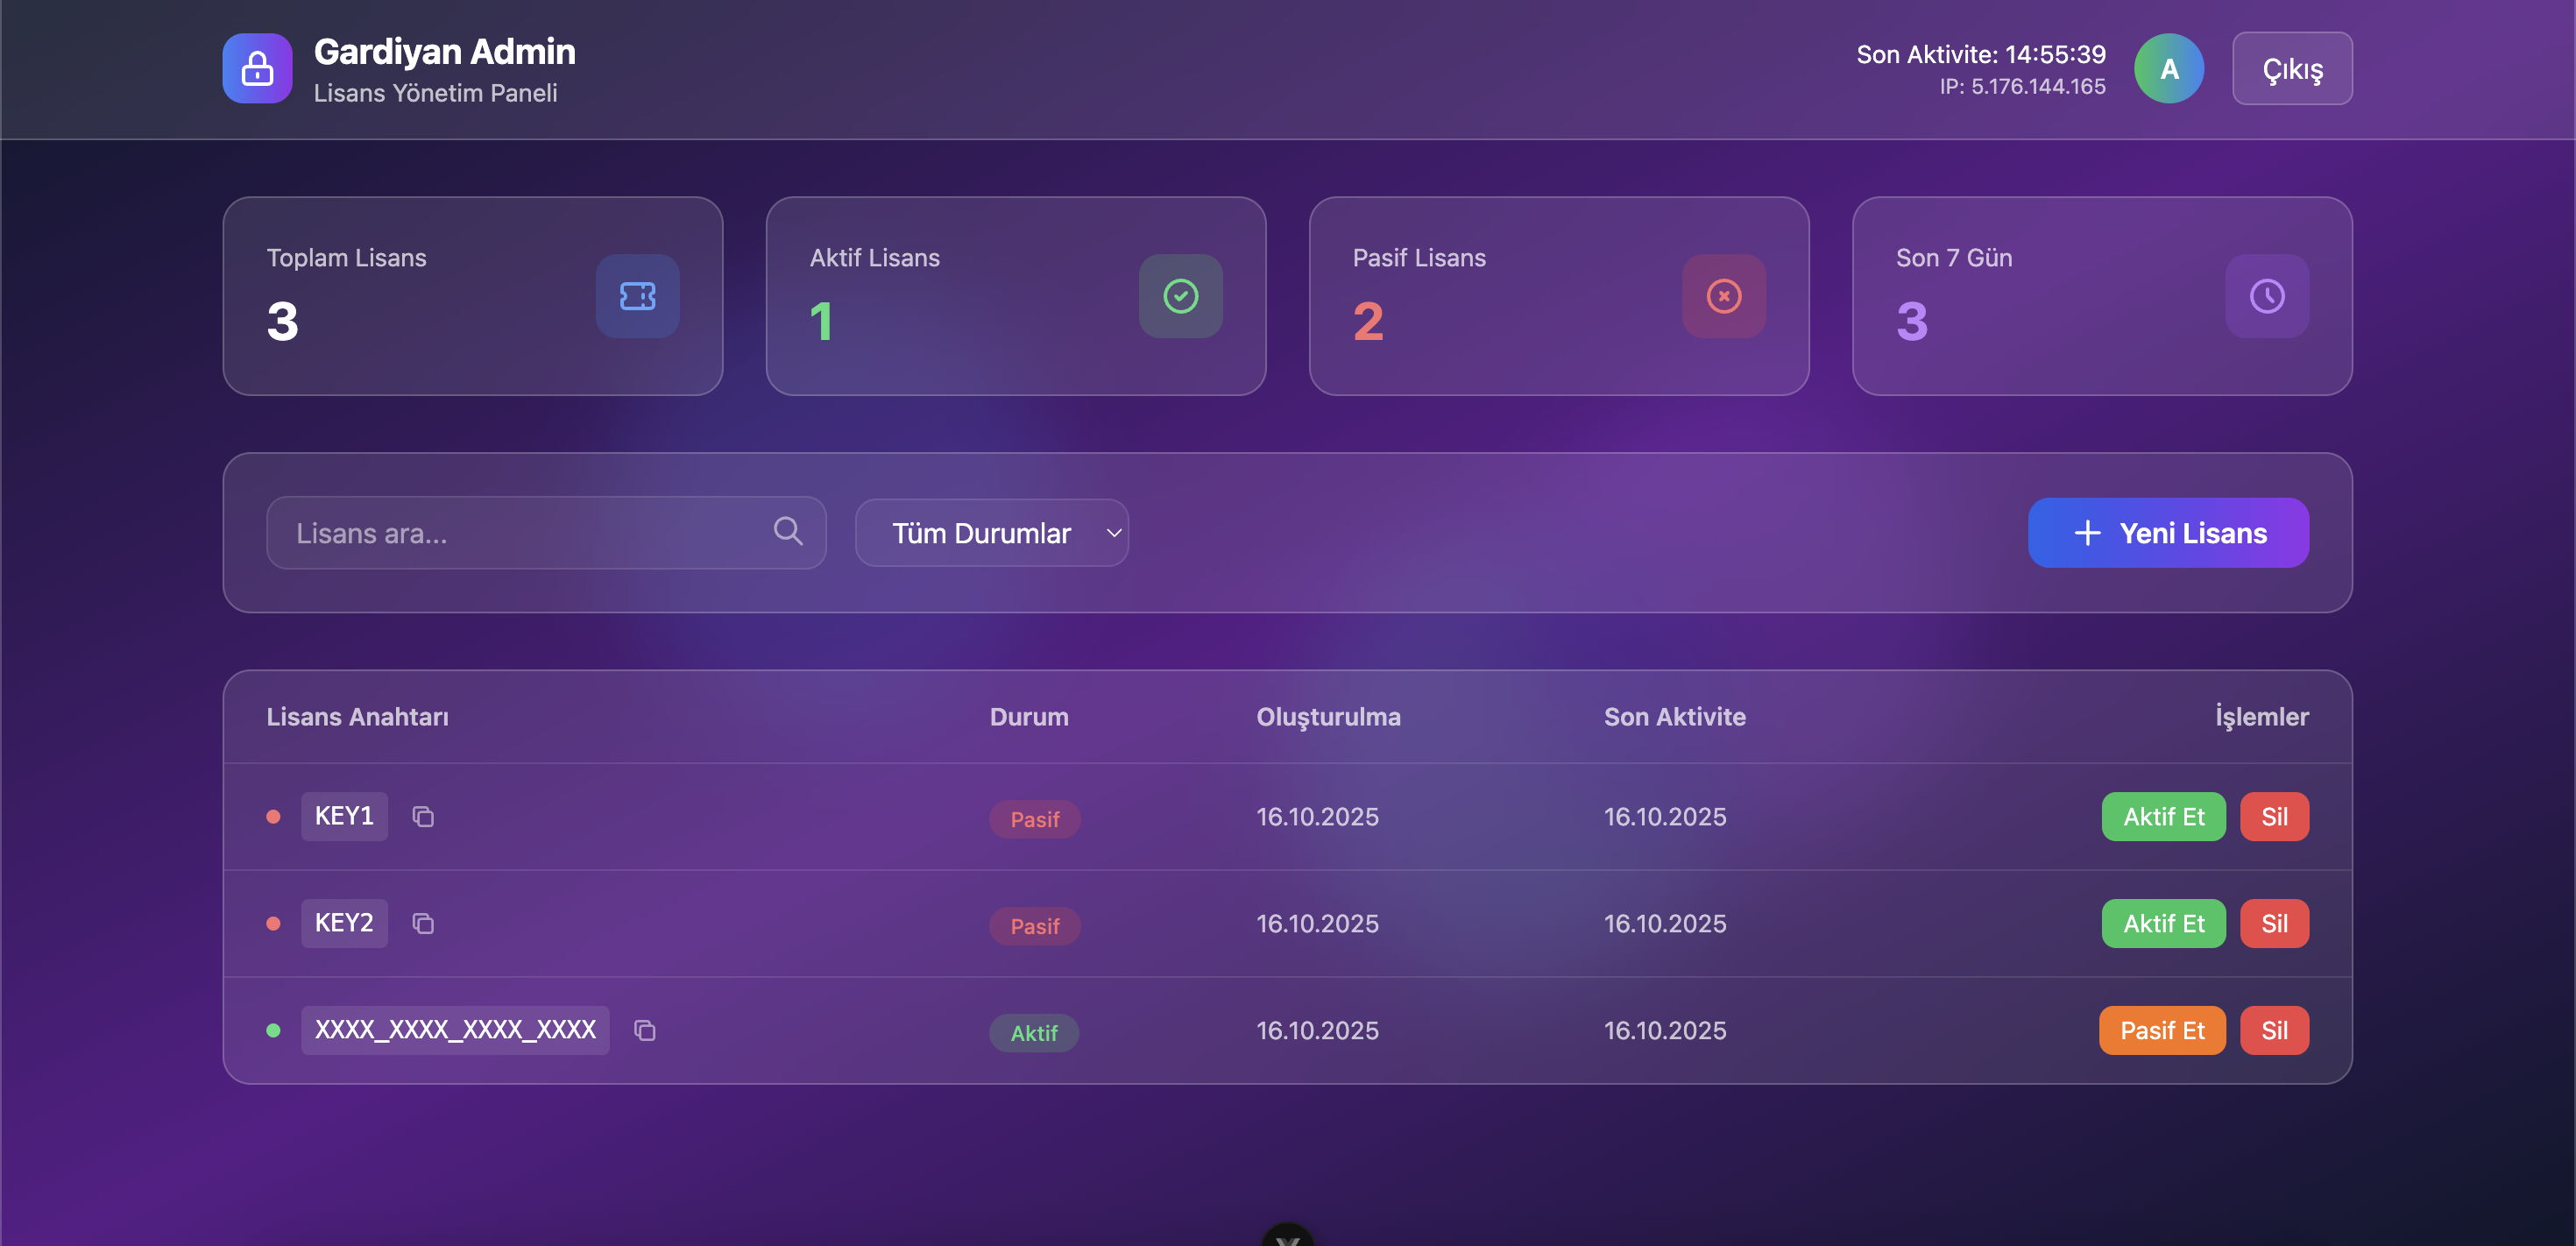 Gardiyan Admin
Lisans Yönetim Paneli
Son Aktivite: 14:55:39
IP: 5.176.144.165
A
Çıkış
Toplam Lisans
3
Aktif Lisans
1
Pasif Lisans
2
Son 7 Gün
3
Lisans ara...
Tüm Durumlar
Yeni Lisans
Lisans Anahtarı Durum Oluşturulma Son Aktivite İşlemler
KEY1 Pasif 16.10.2025 16.10.2025 Aktif Et Sil
KEY2 Pasif 16.10.2025 16.10.2025 Aktif Et Sil
XXXX_XXXX_XXXX_XXXX Aktif 16.10.2025 16.10.2025 Pasif Et Sil